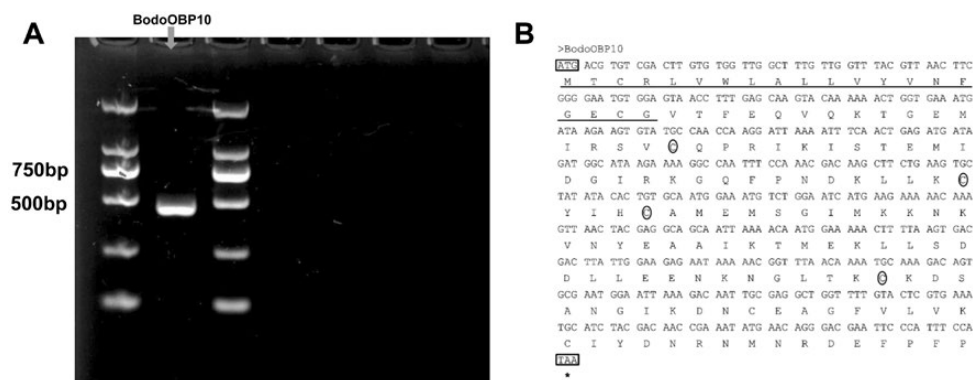 BodoOBP10
A
750bp
500bp
B
>BodoOBP10
ATG ACG TGT CGA CTT GTG TGG TTG GCT TTG TTG GTT TAC GTT AAC TTC
M T C R L V W L A L L V Y V N F
GGG GAA TGT GGA GTA ACC TTT GAG CAA GTA CAA AAA ACT GGT GAA ATG
G E C G V T F E Q V Q K T G E M
ATA AGA AGT GTA TGC CAA CCA AGG ATT AAA ATT TCA ACT GAG ATG ATA
I R S V C Q P R I K I S T E M I
GAT GGC ATA AGA AAA GGC CAA TTT CCA AAC GAC AAG CTT CTG AAG TGC
D G I R K G Q F P N D K L L K C
TAT ATA CAC TGT GCA ATG GAA ATG TCT GGA ATC ATG AAG AAA AAC AAA
Y I H C A M E M S G I M K K N K
GTT AAC TAC GAG GCA GCA ATT AAA ACA ATG GAA AAA CTT TTA AGT GAC
V N Y E A A I K T M E K L L S D
GAC TTA TTG GAA GAG AAT AAA AAC GGT TTA ACA AAA TGC AAA GAC AGT
D L L E E N K N G L T K C K D S
GCG AAT GGA ATT AAA GAC AAT TGC GAG GCT GGT TTT GTA CTC GTG AAA
A N G I K D N C E A G F V L V K
TGC ATC TAC GAC AAC CGA AAT ATG AAC AGG GAC GAA TTC CCA TTT CCA
C I Y D N R N M N R D E F P F P
TAA
*